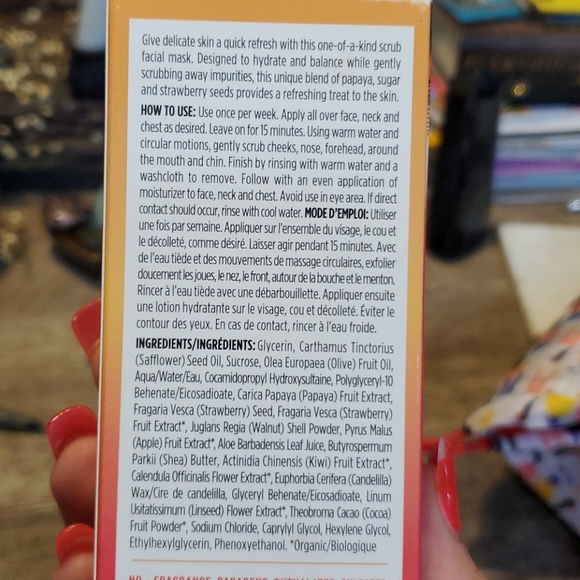 Give delicate skin a quick refresh with this one-of-a-kind scrub
facial mask. Designed to hydrate and balance while gently
scrubbing away impurities, this unique blend of papaya, sugar
and strawberry seeds provides a refreshing treat to the skin.
HOW TO USE: Use once per week. Apply all over face, neck and
chest as desired. Leave on for 15 minutes. Using warm water and
circular motions, gently scrub cheeks, nose, forehead, around
the mouth and chin. Finish by rinsing with warm water and a
washcloth to remove. Follow with an even application of
moisturizer to face, neck and chest. Avoid use in eye area. If direct
contact should occur, rinse with cool water. MODE D'EMPLOI: Utiliser
une fois par semaine. Appliquer sur l'ensemble du visage, le cou et
le décolleté, comme désiré. Laisser agir pendant 15 minutes. Avec
de l'eau tiède et des mouvements de massage circulaires, exfolier
doucement les joues, le nez, le front, autour de la bouche et le menton.
Rincer à l'eau tiède avec une débarbouillette. Appliquer ensuite
une lotion hydratante sur le visage, cou et décolleté. Éviter le
contour des yeux. En cas de contact, rincer à l'eau froide.
INGREDIENTS/INGRÉDIENTS: Glycerin, Carthamus Tinctorius
(Safflower) Seed Oil, Sucrose, Olea Europaea (Olive) Fruit Oil,
Aqua/Water/Eau, Cocamidopropyl Hydroxysultaine, Polyglyceryl-10
Behenate/Eicosadioate, Carica Papaya (Papaya) Fruit Extract,
Fragaria Vesca (Strawberry) Seed, Fragaria Vesca (Strawberry)
Fruit Extract*, Juglans Regia (Walnut) Shell Powder, Pyrus Malus
(Apple) Fruit Extract*, Aloe Barbadensis Leaf Juice, Butyrospermum
Parkii (Shea) Butter, Actinidia Chinensis (Kiwi) Fruit Extract*,
Calendula Officinalis Flower Extract*, Euphorbia Cerifera (Candelilla)
Wax/Cire de candelilla, Glyceryl Behenate/Eicosadioate, Linum
Usitatissimum (Linseed) Flower Extract*, Theobroma Cacao (Cocoa)
Fruit Powder*, Sodium Chloride, Caprylyl Glycol, Hexylene Glycol,
Ethylhexylglycerin, Phenoxyethanol. *Organic/Biologique